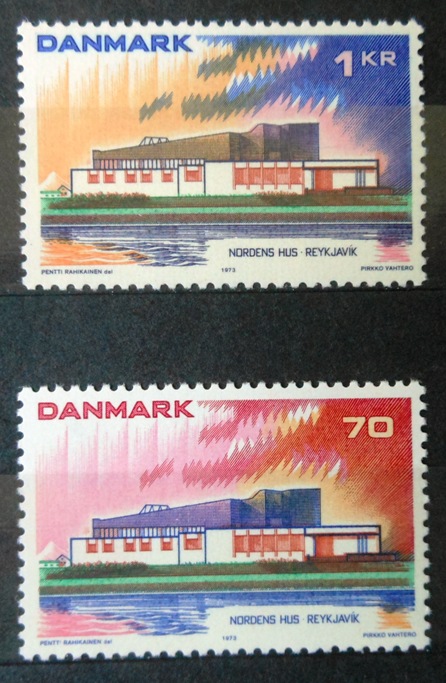 DANMARK
1 KR
NORDENS HUS · REYKJAVÍK
PENTTI RAHIKAINEN del
1973
PIRKKO VAHTERO
DANMARK
70
NORDENS HUS · REYKJAVÍK
PENTTI RAHIKAINEN del
1973
PIRKKO VAHTERO